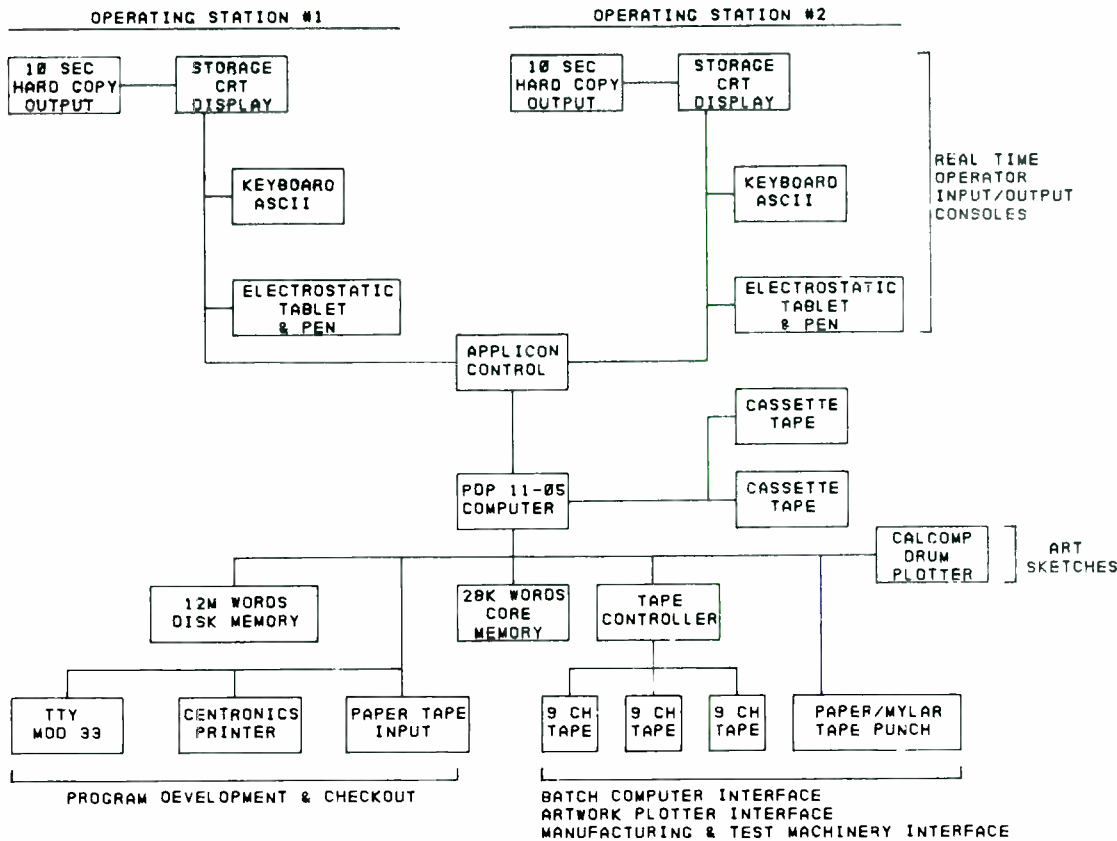 OPERATING STATION #1
OPERATING STATION #2
10 SEC
HARD COPY
OUTPUT
STORAGE
CRT
DISPLAY
10 SEC
HARD COPY
OUTPUT
STORAGE
CRT
DISPLAY
KEYBOARD
ASCII
KEYBOARD
ASCII
REAL TIME
OPERATOR
INPUT/OUTPUT
CONSOLES
ELECTROSTATIC
TABLET
& PEN
ELECTROSTATIC
TABLET
& PEN
APPLICON
CONTROL
CASSETTE
TAPE
PDP 11-05
COMPUTER
CASSETTE
TAPE
CALCOMP
DRUM
PLOTTER
ART
SKETCHES
12M WORDS
DISK MEMORY
28K WORDS
CORE
MEMORY
TAPE
CONTROLLER
TTY
MOD 33
CENTRONICS
PRINTER
PAPER TAPE
INPUT
9 CH
TAPE
9 CH
TAPE
9 CH
TAPE
PAPER/MYLAR
TAPE PUNCH
PROGRAM DEVELOPMENT & CHECKOUT
BATCH COMPUTER INTERFACE
ARTWORK PLOTTER INTERFACE
MANUFACTURING & TEST MACHINERY INTERFACE